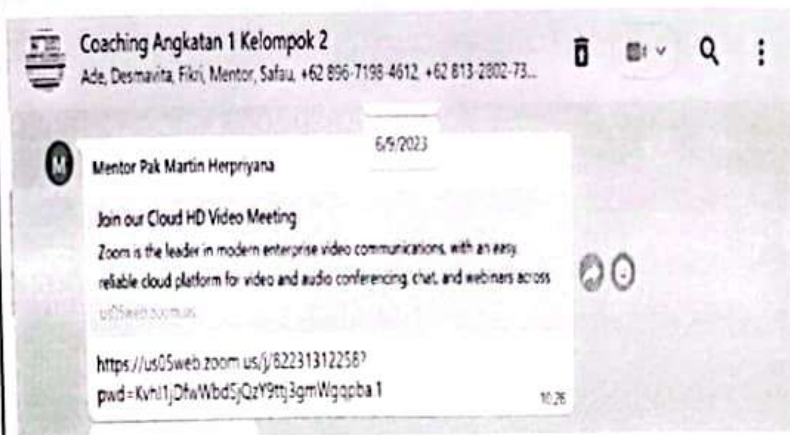 Coaching Angkatan 1 Kelompok 2
Ade, Desmavita, Fikri, Mentor, Safau, +62 896-7198-4612, +62 813-2802-73...
6/9/2023
M
Mentor Pak Martin Herpriyana
Join our Cloud HD Video Meeting
Zoom is the leader in modern enterprise video communications, with an easy,
reliable cloud platform for video and audio conferencing, chat, and webinars across
us05web.zoom.us
https://us05web.zoom.us/j/82231312258?
10:26